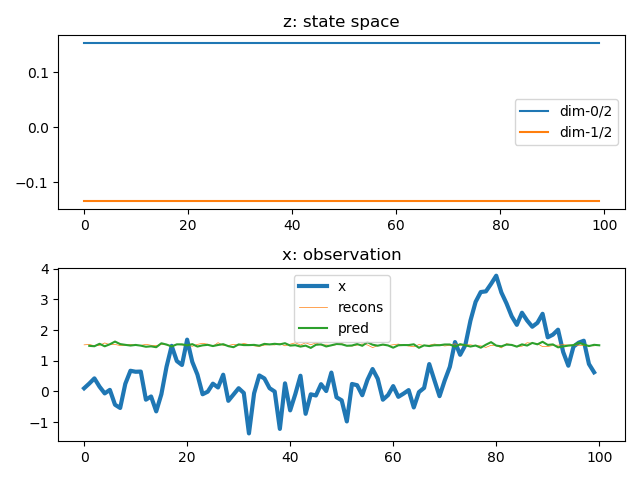 z: state space
0.1
0.0
−0.1
dim-0/2
dim-1/2
0 20 40 60 80 100
x: observation
4
3
2
1
0
−1
x
recons
pred
0 20 40 60 80 100